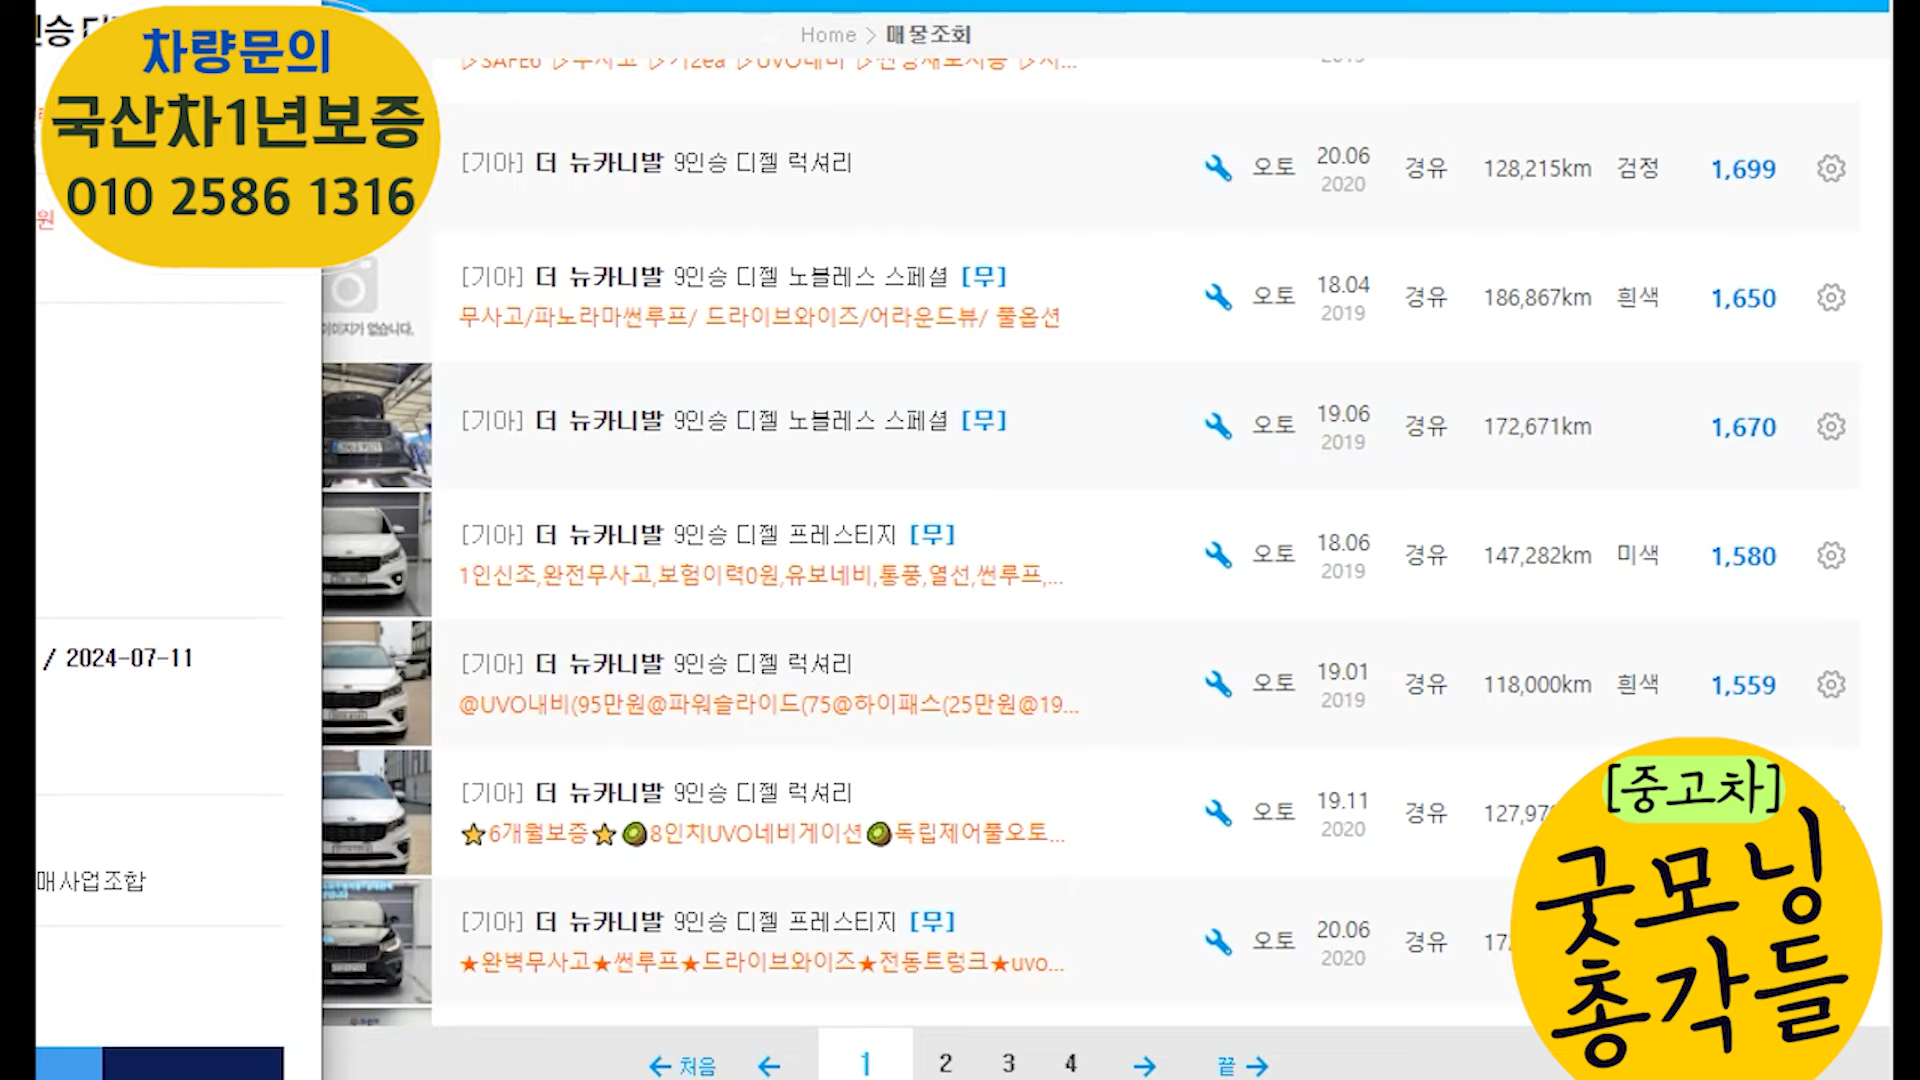 차량문의
국산차1년보증
010 2586 1316
Home > 매물조회
[기아] 더 뉴카니발 9인승 디젤 럭셔리
오토 20.06 2020 경유 128,215km 검정 1,699
이미지가 없습니다.
[기아] 더 뉴카니발 9인승 디젤 노블레스 스페셜 [무]
무사고/파노라마썬루프/ 드라이브와이즈/어라운드뷰/ 풀옵션
오토 18.04 2019 경유 186,867km 흰색 1,650
[기아] 더 뉴카니발 9인승 디젤 노블레스 스페셜 [무]
오토 19.06 2019 경유 172,671km 1,670
[기아] 더 뉴카니발 9인승 디젤 프레스티지 [무]
1인신조,완전무사고,보험이력0원,유보네비,통풍,열선,썬루프,...
오토 18.06 2019 경유 147,282km 미색 1,580
/ 2024-07-11
[기아] 더 뉴카니발 9인승 디젤 럭셔리
@UVO내비(95만원@파워슬라이드(75@하이패스(25만원@19...
오토 19.01 2019 경유 118,000km 흰색 1,559
[기아] 더 뉴카니발 9인승 디젤 럭셔리
⭐6개월보증⭐🥝8인치UVO네비게이션🥝독립제어풀오토...
오토 19.11 2020 경유 127,97
매사업조합
[기아] 더 뉴카니발 9인승 디젤 프레스티지 [무]
★완벽무사고★썬루프★드라이브와이즈★전동트렁크★uvo...
오토 20.06 2020 경유 17
[중고차]
굿모닝
총각들
← 처음 ← 1 2 3 4 → 끝 →